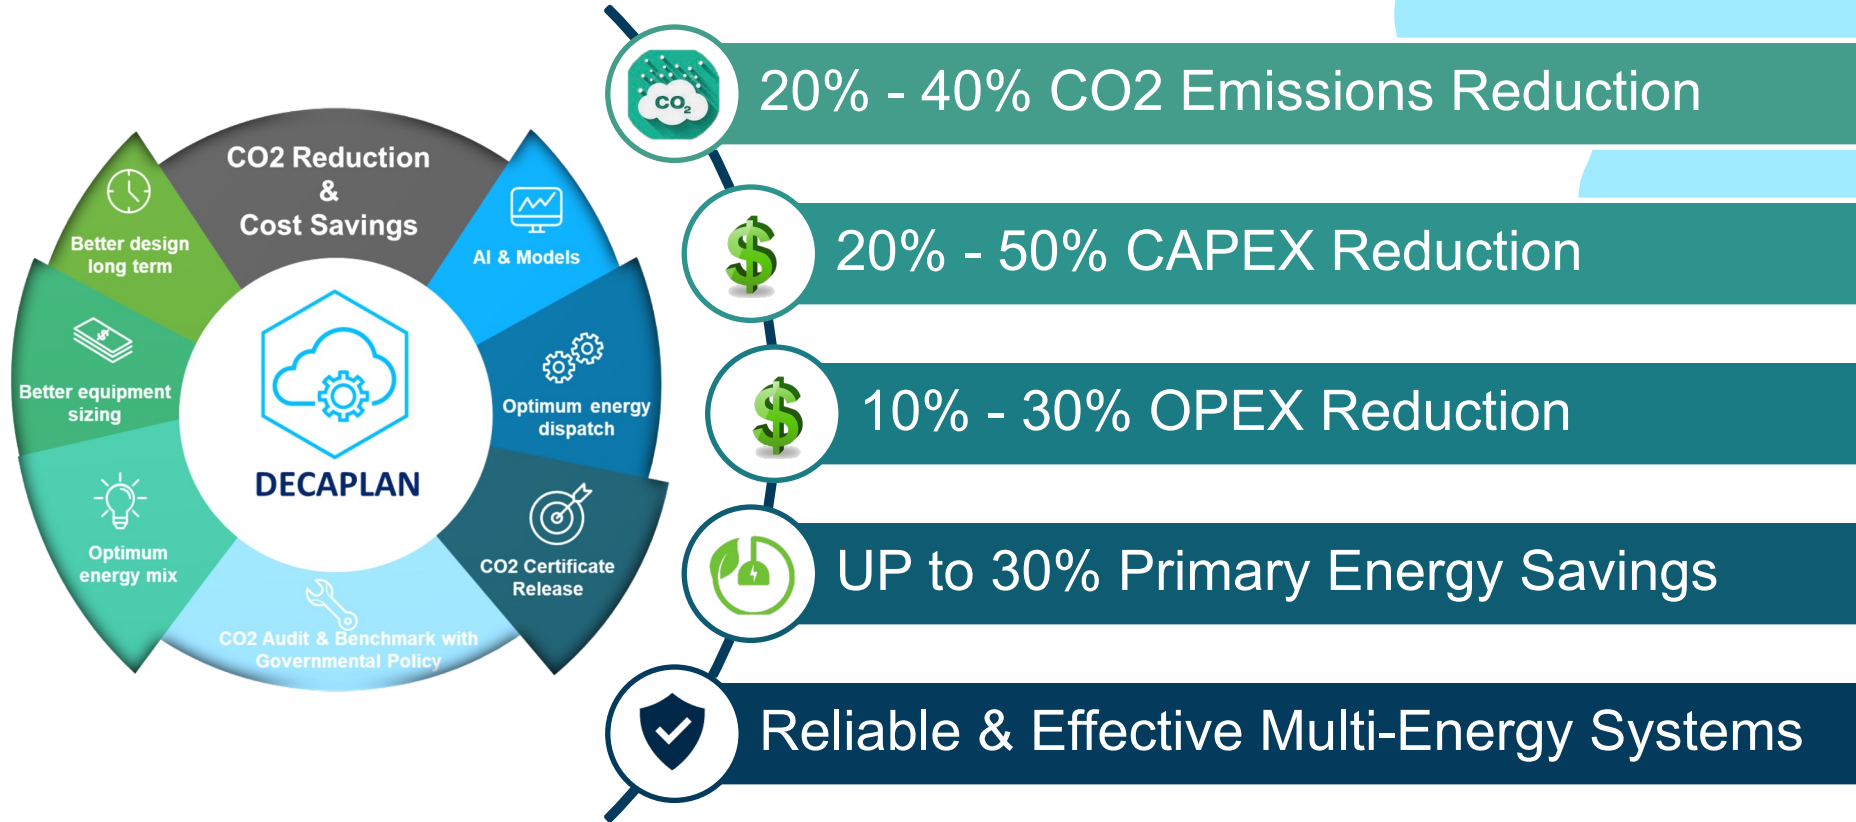 CO2 Reduction
&
Cost Savings
AI & Models
Optimum energy
dispatch
CO2 Certificate
Release
CO2 Audit & Benchmark with
Governmental Policy
Optimum
energy mix
Better equipment
sizing
Better design
long term
DECAPLAN
CO2
20% - 40% CO2 Emissions Reduction
$
20% - 50% CAPEX Reduction
$
10% - 30% OPEX Reduction
UP to 30% Primary Energy Savings
Reliable & Effective Multi-Energy Systems